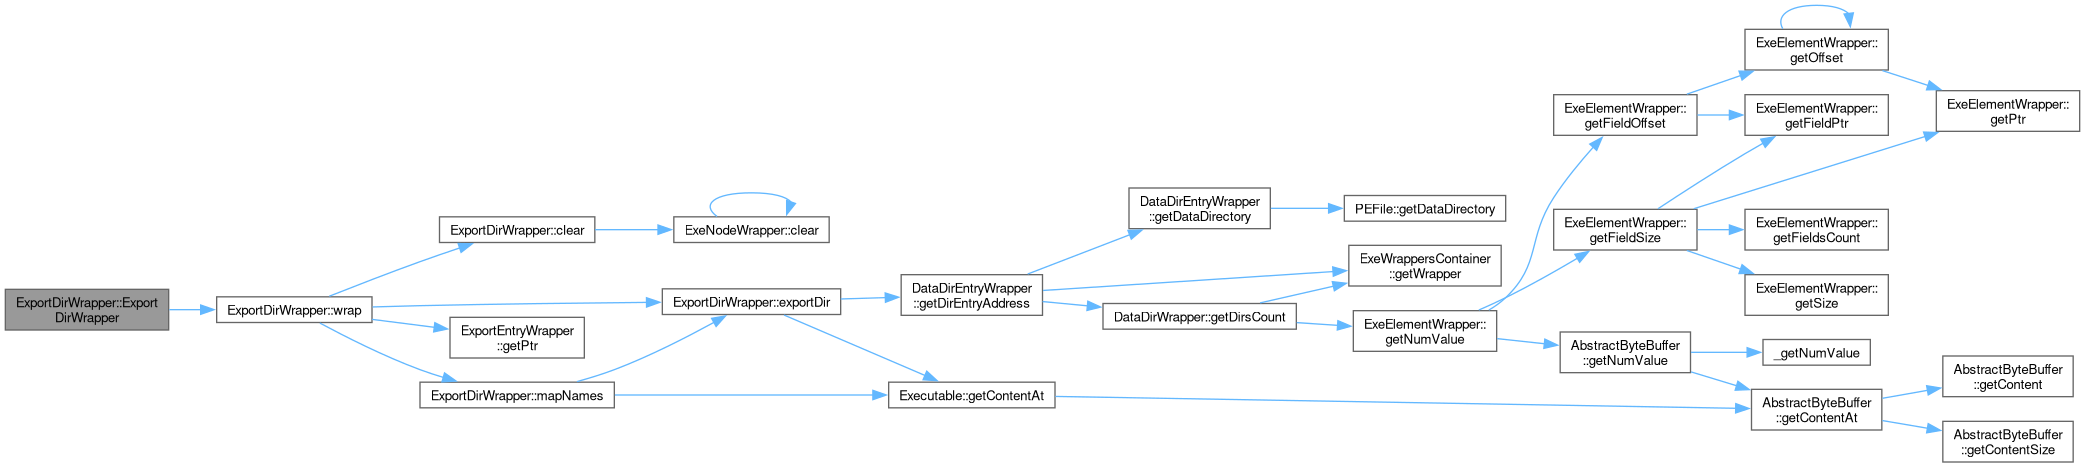 ExportDirWrapper::Export
DirWrapper
ExportDirWrapper::wrap
ExportDirWrapper::clear
ExeNodeWrapper::clear
ExportDirWrapper::exportDir
ExportEntryWrapper
::getPtr
ExportDirWrapper::mapNames
Executable::getContentAt
DataDirEntryWrapper
::getDirEntryAddress
DataDirEntryWrapper
::getDataDirectory
PEFile::getDataDirectory
ExeWrappersContainer
::getWrapper
DataDirWrapper::getDirsCount
ExeElementWrapper::
getNumValue
ExeElementWrapper::
getFieldOffset
ExeElementWrapper::
getOffset
ExeElementWrapper::
getFieldPtr
ExeElementWrapper::
getPtr
ExeElementWrapper::
getFieldSize
ExeElementWrapper::
getFieldsCount
ExeElementWrapper::
getSize
AbstractByteBuffer
::getNumValue
_getNumValue
AbstractByteBuffer
::getContentAt
AbstractByteBuffer
::getContent
AbstractByteBuffer
::getContentSize